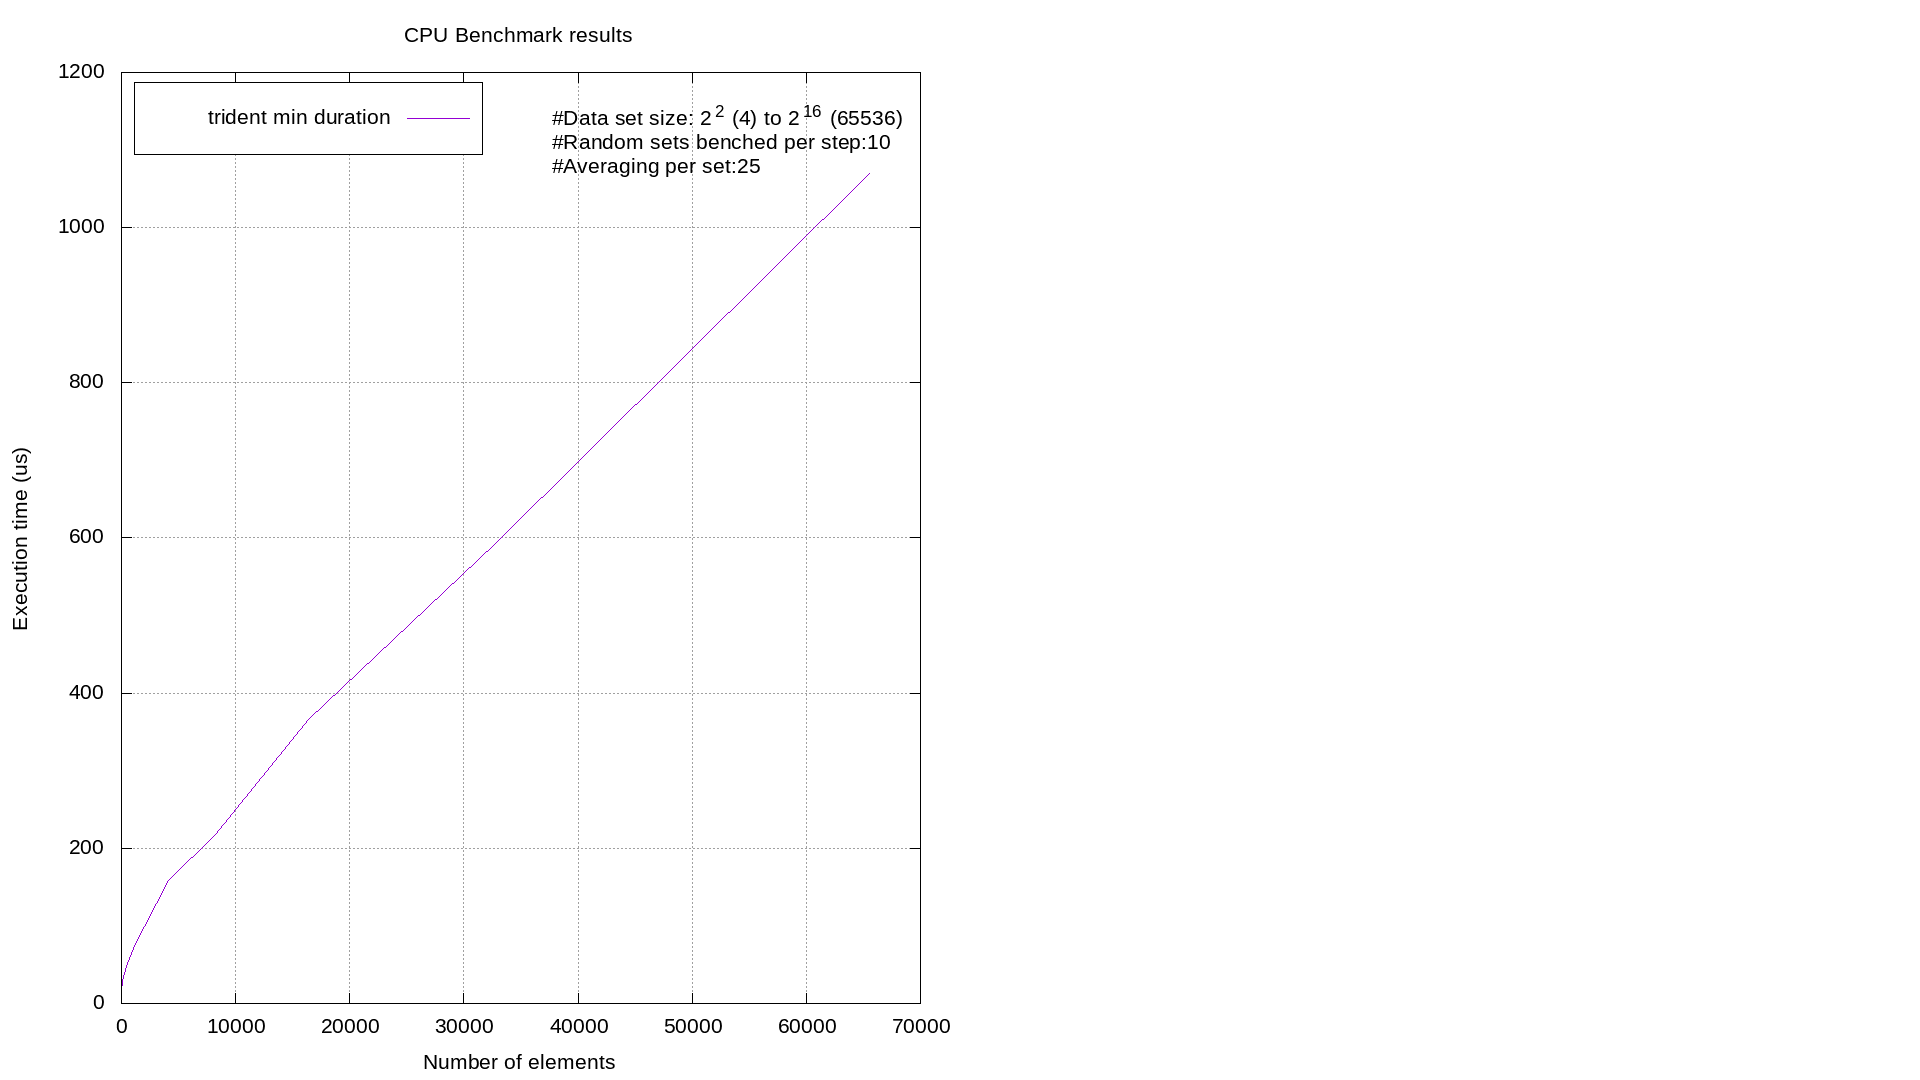 CPU Benchmark results
1200
1000
800
600
400
200
0
trident min duration
#Data set size: 2^2 (4) to 2^16 (65536)
#Random sets benched per step:10
#Averaging per set:25
Execution time (us)
0 10000 20000 30000 40000 50000 60000 70000
Number of elements